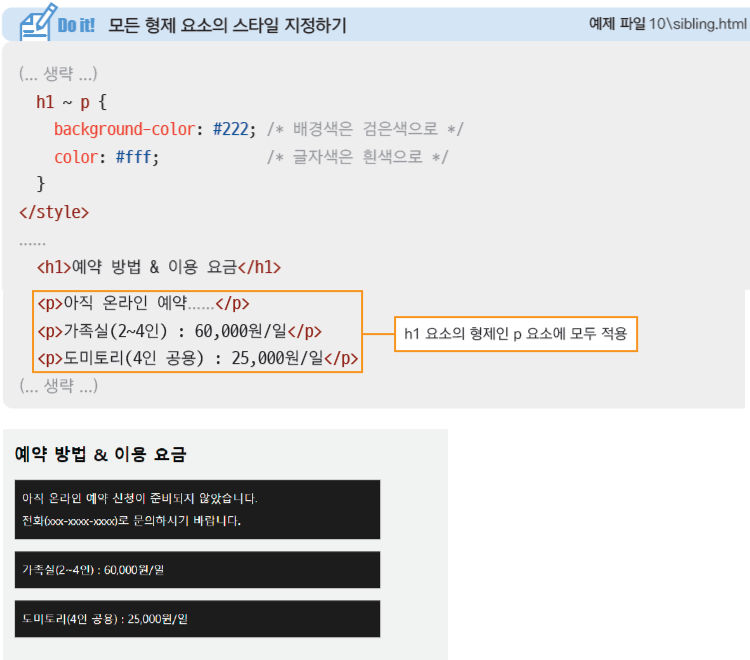 Do it! 모든 형제 요소의 스타일 지정하기 예제 파일 10\sibling.html
(... 생략 ...)
h1 ~ p {
background-color: #222; /* 배경색은 검은색으로 */
color: #fff; /* 글자색은 흰색으로 */
}
</style>
......
<h1>예약 방법 & 이용 요금</h1>
<p>아직 온라인 예약......</p>
<p>가족실(2~4인) : 60,000원/일</p>
h1 요소의 형제인 p 요소에 모두 적용
<p>도미토리(4인 공용) : 25,000원/일</p>
(... 생략 ...)
예약 방법 & 이용 요금
아직 온라인 예약 신청이 준비되지 않았습니다.
전화(xxx-xxxx-xxxx)로 문의하시기 바랍니다.
가족실(2~4인) : 60,000원/일
도미토리(4인 공용) : 25,000원/일